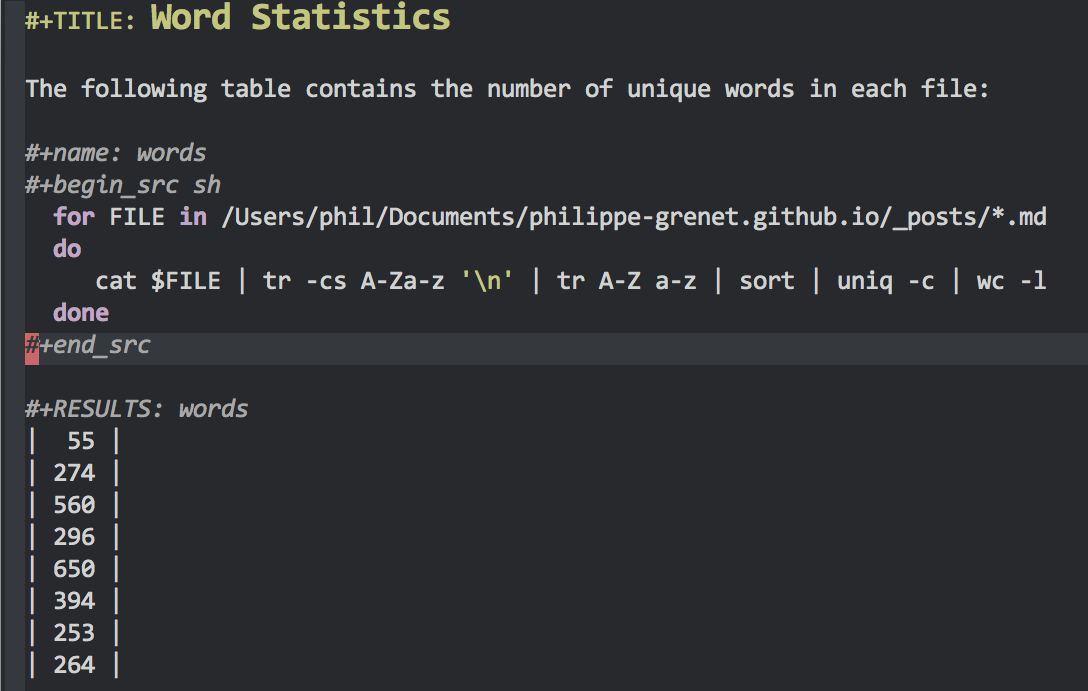 #+TITLE: Word Statistics
The following table contains the number of unique words in each file:
#+name: words
#+begin_src sh
for FILE in /Users/phil/Documents/philippe-grenet.github.io/_posts/*.md
do
cat $FILE | tr -cs A-Za-z '\n' | tr A-Z a-z | sort | uniq -c | wc -l
done
#+end_src
#+RESULTS: words
| 55 |
| 274 |
| 560 |
| 296 |
| 650 |
| 394 |
| 253 |
| 264 |